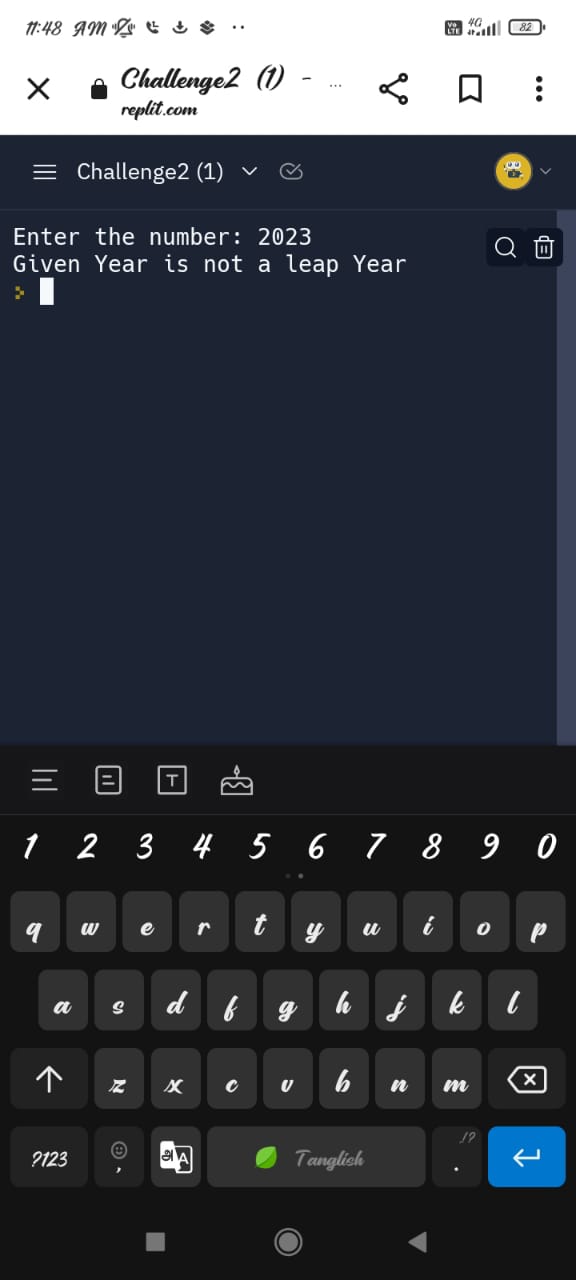 11:48 AM
Vo LTE 4G 82
Challenge2 (1) - ...
replit.com
Challenge2 (1)
Enter the number: 2023
Given Year is not a leap Year
T
1 2 3 4 5 6 7 8 9 0
q w e r t y u i o p
a s d f g h j k l
z x c v b n m
?123 , அ A Tanglish .!? .